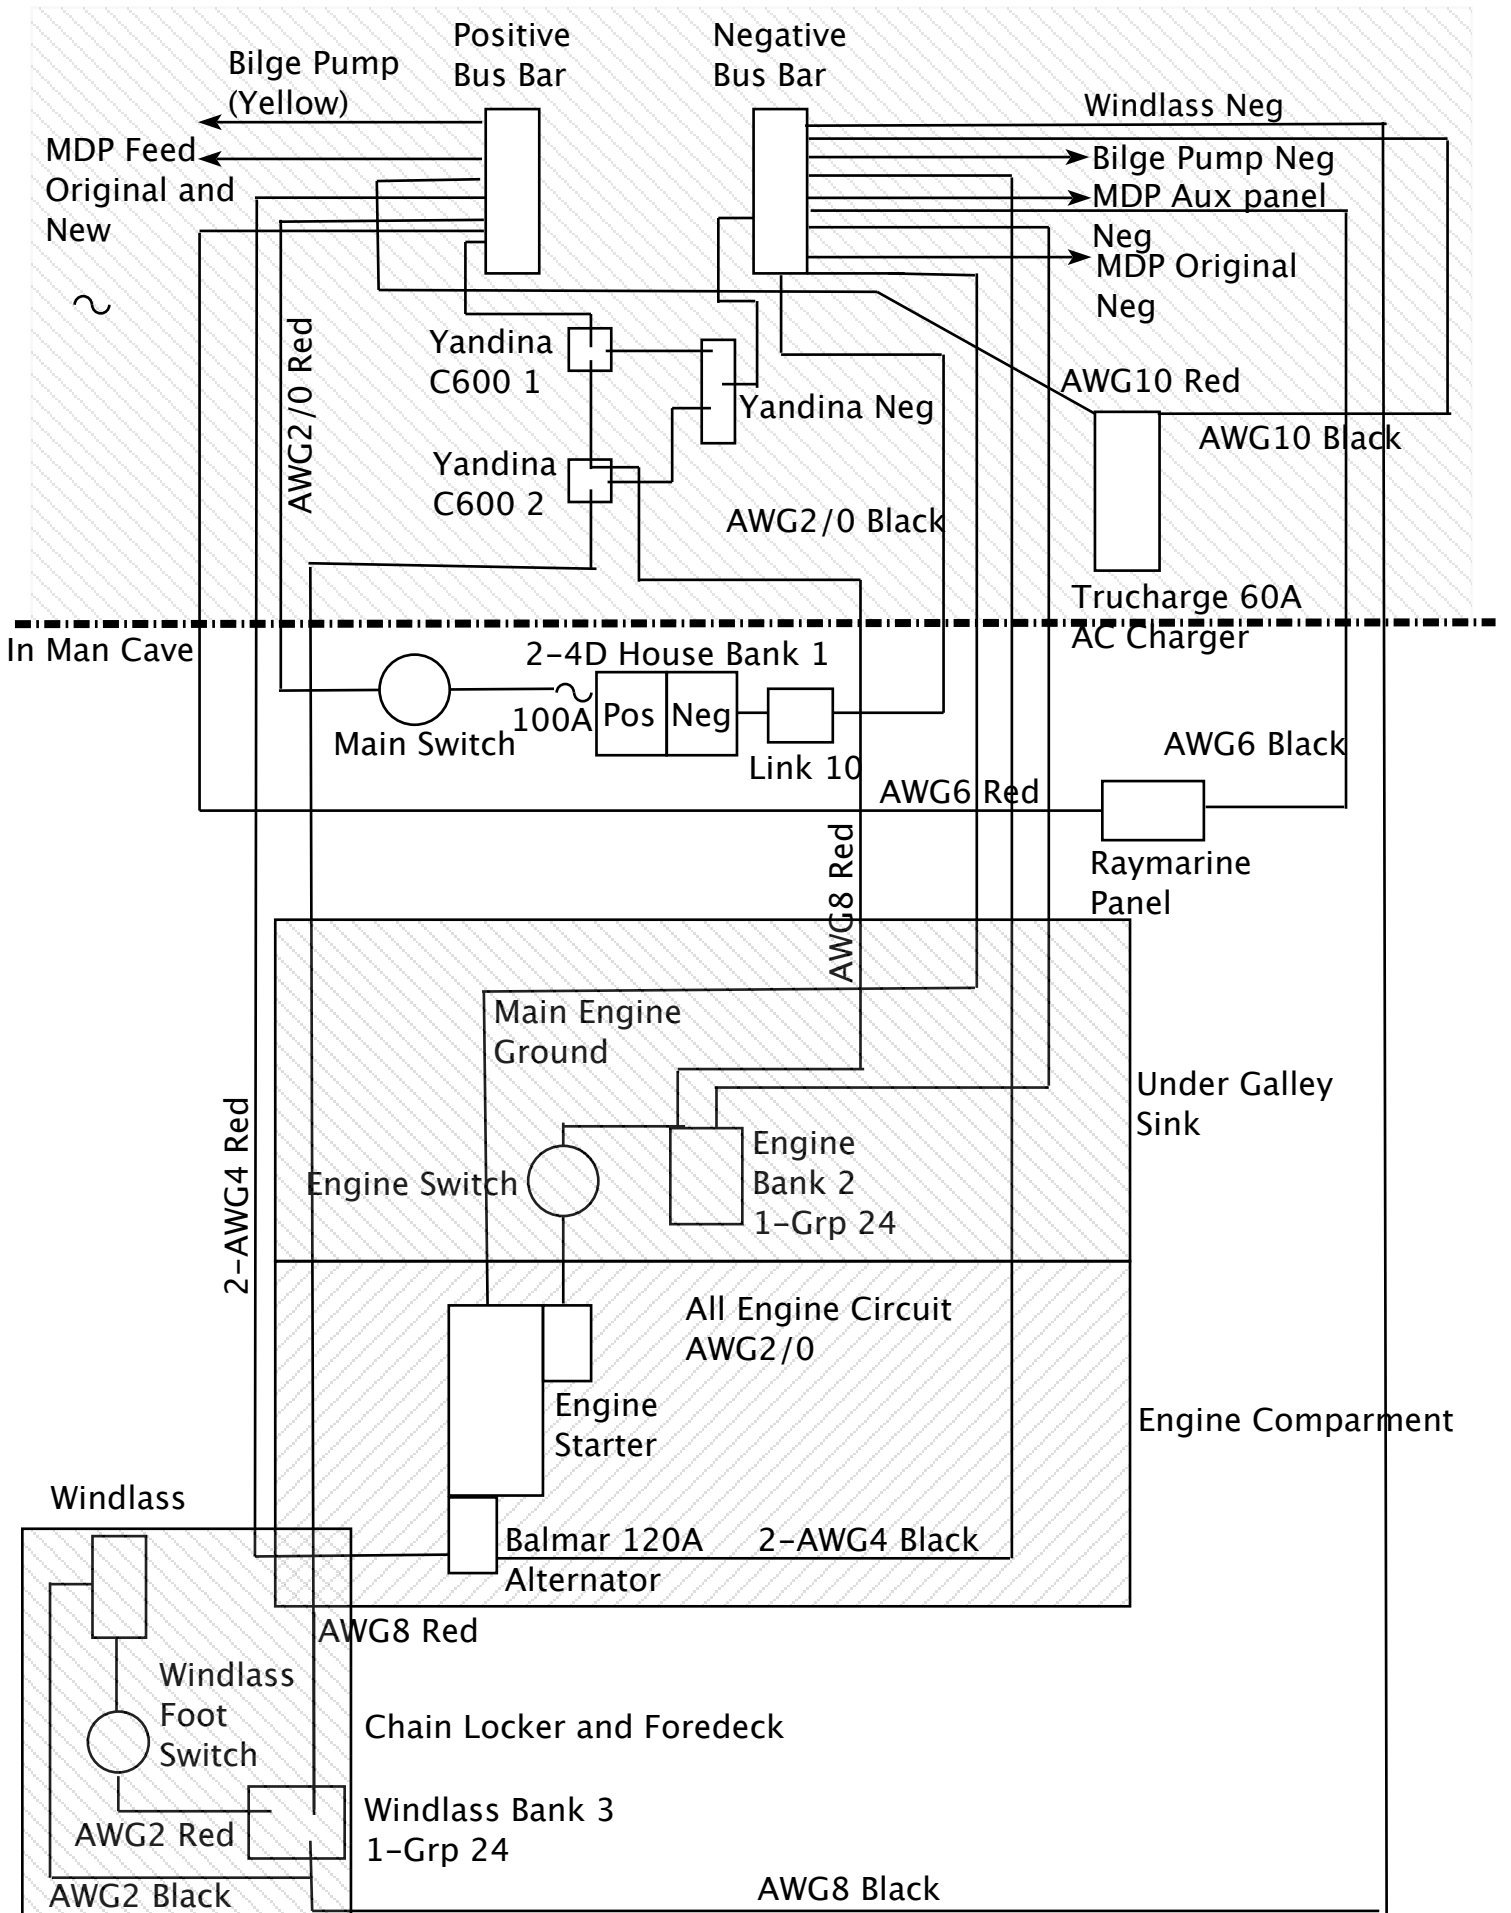 Positive
Bus Bar
Negative
Bus Bar
Bilge Pump
(Yellow)
MDP Feed
Original and
New
Windlass Neg
Bilge Pump Neg
MDP Aux panel
Neg
MDP Original
Neg
AWG2/0 Red
Yandina
C600 1
Yandina Neg
AWG10 Red
AWG10 Black
Yandina
C600 2
AWG2/0 Black
Trucharge 60A
AC Charger
In Man Cave
2-4D House Bank 1
100A
Pos
Neg
Main Switch
Link 10
AWG6 Black
AWG6 Red
Raymarine
Panel
AWG8 Red
Main Engine
Ground
Under Galley
Sink
2-AWG4 Red
Engine Switch
Engine
Bank 2
1-Grp 24
All Engine Circuit
AWG2/0
Engine
Starter
Engine Comparment
Windlass
Balmar 120A
Alternator
2-AWG4 Black
AWG8 Red
Windlass
Foot
Switch
Chain Locker and Foredeck
Windlass Bank 3
1-Grp 24
AWG2 Red
AWG2 Black
AWG8 Black